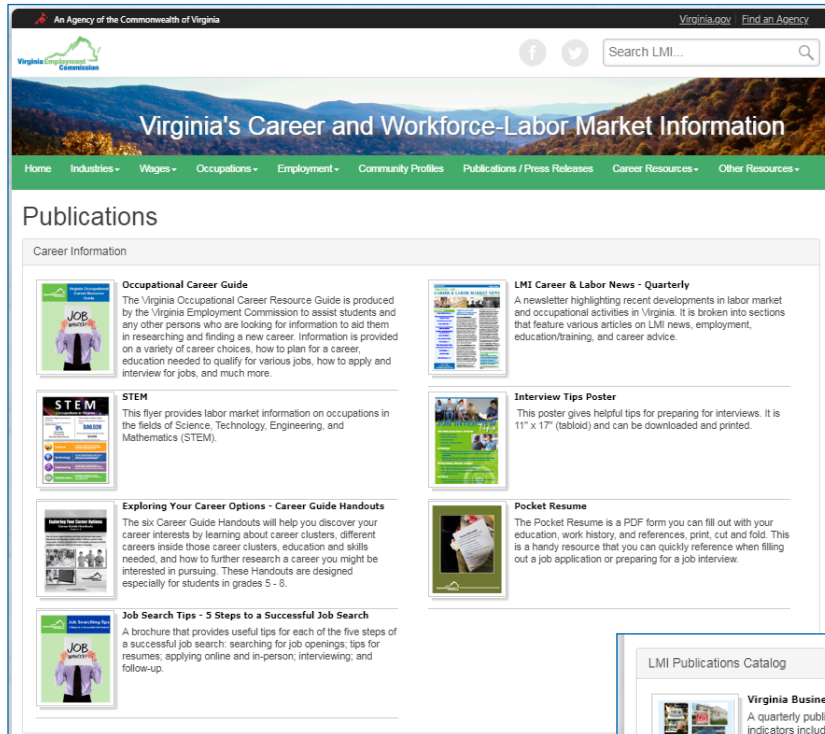 An Agency of the Commonwealth of Virginia
Virginia.gov Find an Agency
Virginia Employment
Commission
Search LMI...
Virginia's Career and Workforce-Labor Market Information
Home Industries Wages Occupations Employment Community Profiles Publications / Press Releases Career Resources Other Resources
Publications
Career Information
Occupational Career Guide
The Virginia Occupational Career Resource Guide is produced
by the Virginia Employment Commission to assist students and
any other persons who are looking for information to aid them
in researching and finding a new career. Information is provided
on a variety of career choices, how to plan for a career,
education needed to qualify for various jobs, how to apply and
interview for jobs, and much more.
LMI Career & Labor News - Quarterly
A newsletter highlighting recent developments in labor market
and occupational activities in Virginia. It is broken into sections
that feature various articles on LMI news, employment,
education/training, and career advice.
STEM
STEM
This flyer provides labor market information on occupations in
the fields of Science, Technology, Engineering, and
Mathematics (STEM).
Interview Tips Poster
This poster gives helpful tips for preparing for interviews. It is
11" x 17" (tabloid) and can be downloaded and printed.
Exploring Your Career Options
Exploring Your Career Options - Career Guide Handouts
The six Career Guide Handouts will help you discover your
career interests by learning about career clusters, different
careers inside those career clusters, education and skills
needed, and how to further research a career you might be
interested in pursuing. These Handouts are designed
especially for students in grades 5 - 8.
Pocket Resume
The Pocket Resume is a PDF form you can fill out with your
education, work history, and references, print, cut and fold. This
is a handy resource that you can quickly reference when filling
out a job application or preparing for a job interview.
Job Searching Tips
JOB
Job Search Tips - 5 Steps to a Successful Job Search
A brochure that provides useful tips for each of the five steps of
a successful job search: searching for job openings; tips for
resumes; applying online and in-person; interviewing; and
follow-up.
LMI Publications Catalog
Virginia Busine
A quarterly publi
indicators includ